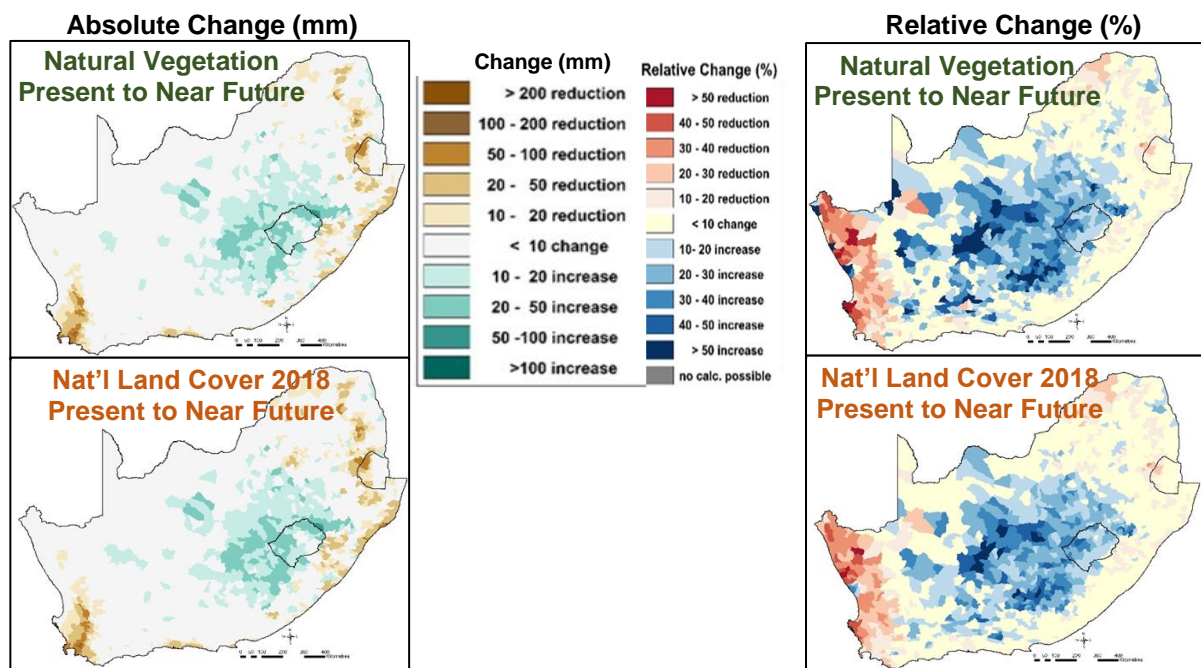 Absolute Change (mm)
Natural Vegetation
Present to Near Future
Change (mm)
> 200 reduction
100 - 200 reduction
50 - 100 reduction
20 - 50 reduction
10 - 20 reduction
< 10 change
10 - 20 increase
20 - 50 increase
50 -100 increase
>100 increase
Relative Change (%)
> 50 reduction
40 - 50 reduction
30 - 40 reduction
20 - 30 reduction
10 - 20 reduction
< 10 change
10- 20 increase
20 - 30 increase
30 - 40 increase
40 - 50 increase
> 50 increase
no calc. possible
Relative Change (%)
Natural Vegetation
Present to Near Future
Nat'l Land Cover 2018
Present to Near Future
Nat'l Land Cover 2018
Present to Near Future